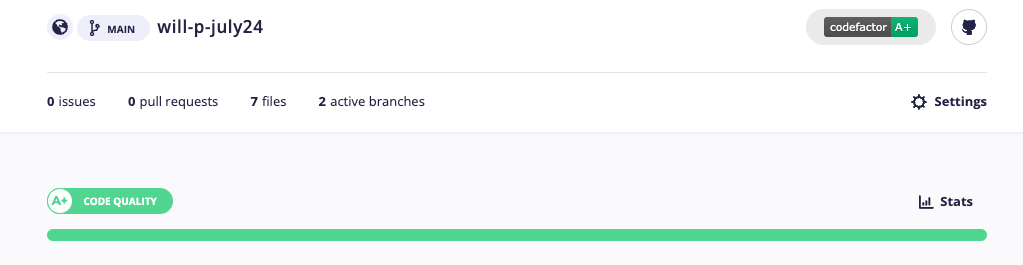 MAIN will-p-july24 codefactor A+
0 issues 0 pull requests 7 files 2 active branches Settings
A+ CODE QUALITY Stats